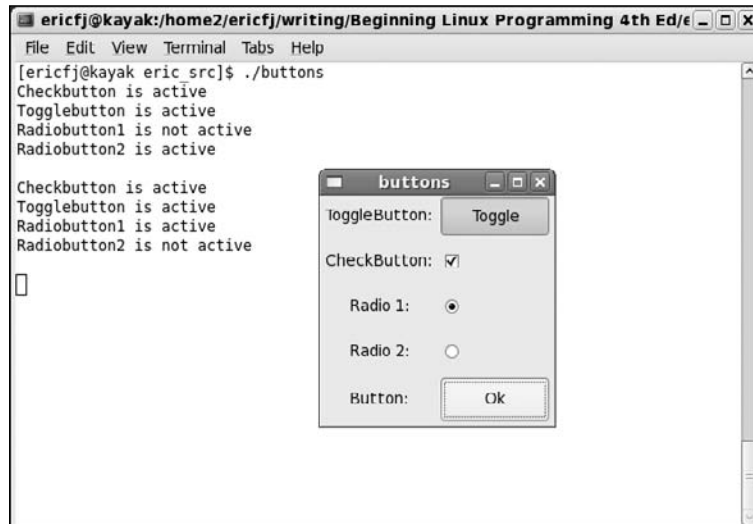 ericfj@kayak:/home2/ericfj/writing/Beginning Linux Programming 4th Ed/e
File Edit View Terminal Tabs Help
[ericfj@kayak eric_src]$ ./buttons
Checkbutton is active
Togglebutton is active
Radiobutton1 is not active
Radiobutton2 is active
Checkbutton is active
Togglebutton is active
Radiobutton1 is active
Radiobutton2 is not active
buttons
ToggleButton: Toggle
CheckButton:
Radio 1:
Radio 2:
Button: Ok